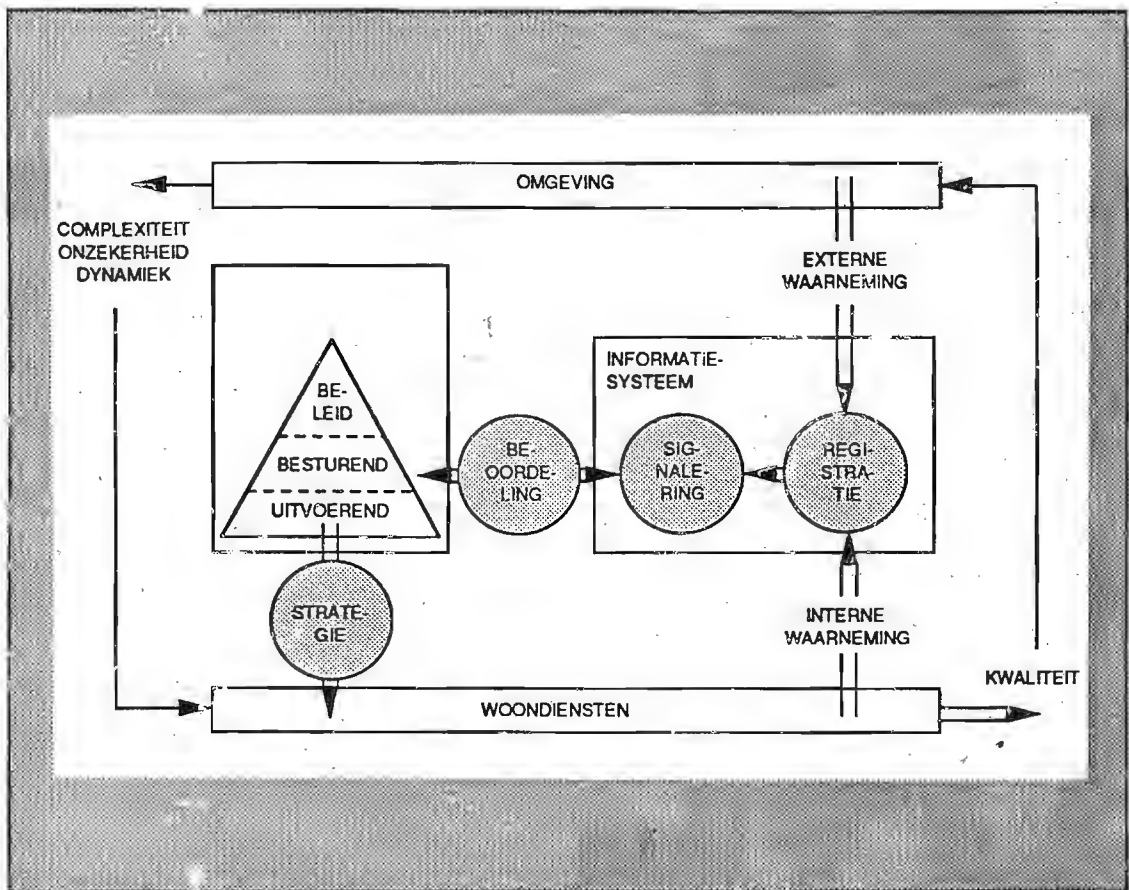 OMGEVING
COMPLEXITEIT
ONZEKERHEID
DYNAMIEK
EXTERNE
WAARNEMING
INFORMATIE-
SYSTEEM
BE-
LEID
BESTUREND
UITVOEREND
BE-
OORDE-
LING
SIG-
NALE-
RING
REGI-
STRA-
TIE
STRATE-
GIE
INTERNE
WAARNEMING
KWALITEIT
WOONDIENSTEN